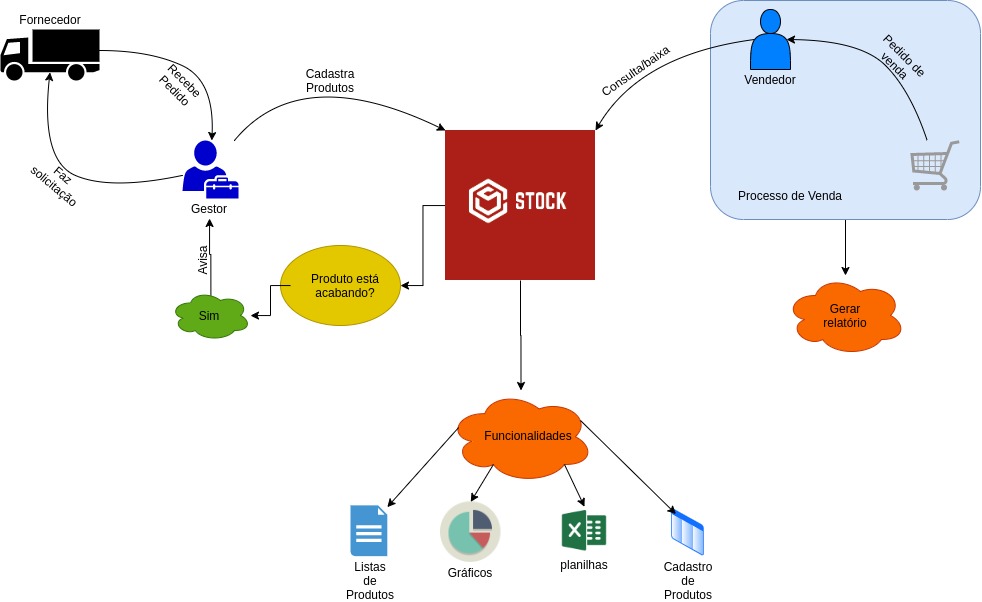 Fornecedor
Recebe
Pedido
Faz
solicitação
Gestor
Cadastra
Produtos
Consulta/baixa
Vendedor
Pedido de
venda
Processo de Venda
STOCK
Avisa
Sim
Produto está
acabando?
Gerar
relatório
Funcionalidades
Listas
de
Produtos
Gráficos
X
planilhas
Cadastro
de
Produtos